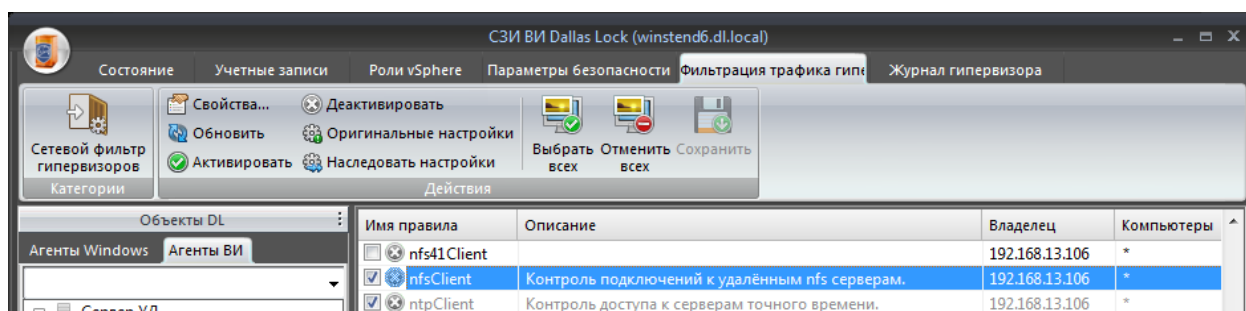 СЗИ ВИ Dallas Lock (winstend6.dl.local)
Состояние Учетные записи Роли vSphere Параметры безопасности Фильтрация трафика гипе Журнал гипервизора
Свойства... Деактивировать
Обновить Оригинальные настройки
Активировать Наследовать настройки
Сетевой фильтр
гипервизоров
Выбрать Отменить Сохранить
всех всех
Категории Действия
Объекты DL
Агенты Windows Агенты ВИ
Имя правила Описание Владелец Компьютеры
nfs41Client 192.168.13.106 *
nfsClient Контроль подключений к удалённым nfs серверам. 192.168.13.106 *
ntpClient Контроль доступа к серверам точного времени. 192.168.13.106 *